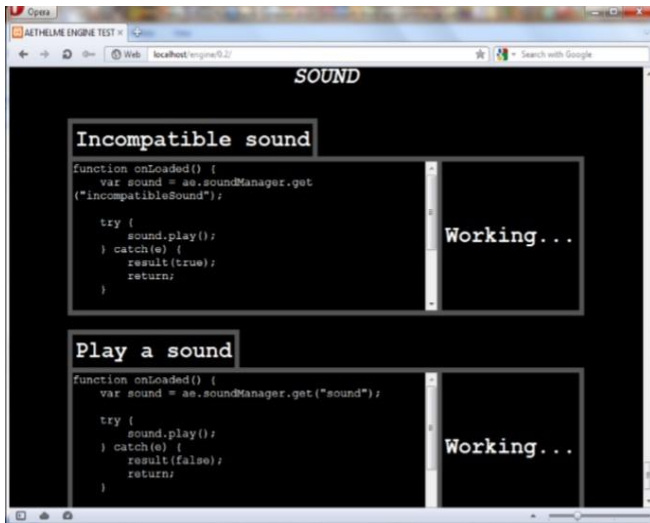 Opera
AETHELME ENGINE TEST
Web
localhost/engine/0.2/
Search with Google
SOUND
Incompatible sound
function onLoaded() {
var sound = ae.soundManager.get
("incompatibleSound");
try {
sound.play();
} catch(e) {
result(true);
return;
}
Working...
Play a sound
function onLoaded() {
var sound = ae.soundManager.get("sound");
try {
sound.play();
} catch(e) {
result(false);
return;
}
Working...